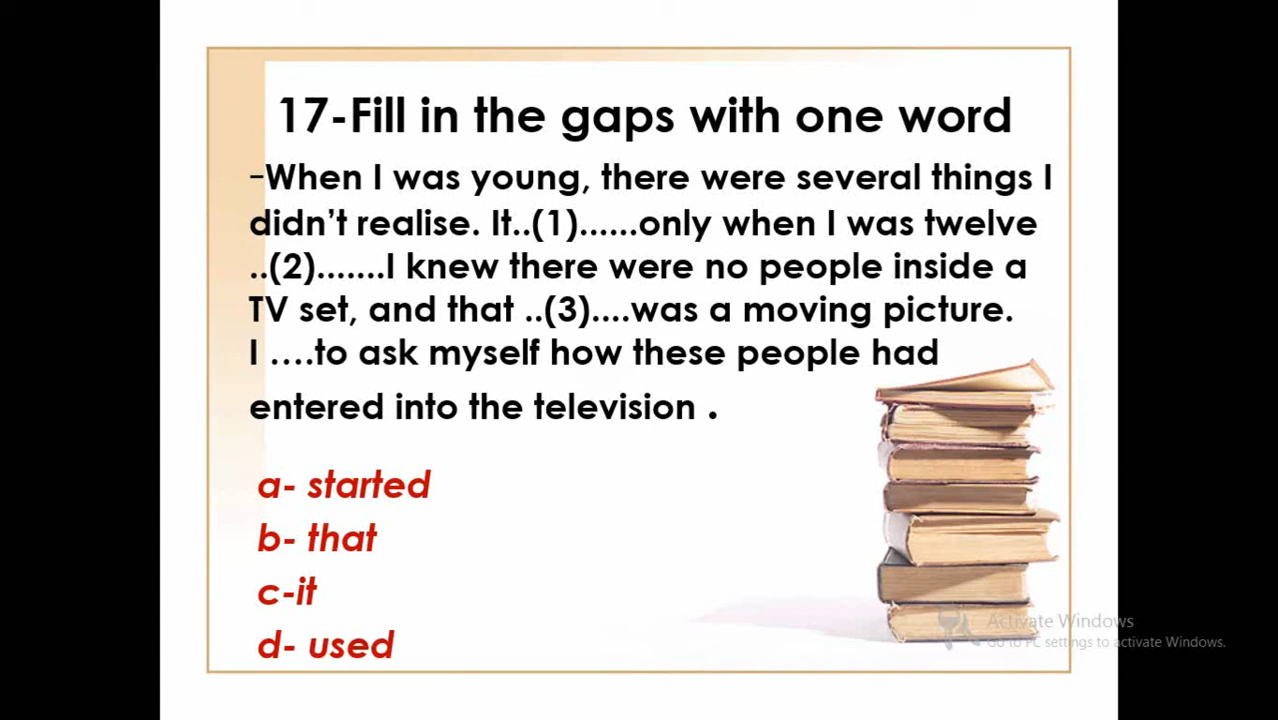 17-Fill in the gaps with one word
-When I was young, there were several things I
didn’t realise. It..(1)......only when I was twelve
..(2).......I knew there were no people inside a
TV set, and that ..(3)....was a moving picture.
I ….to ask myself how these people had
entered into the television .
a- started
b- that
c-it
d- used
Activate Windows
Go to PC settings to activate Windows.